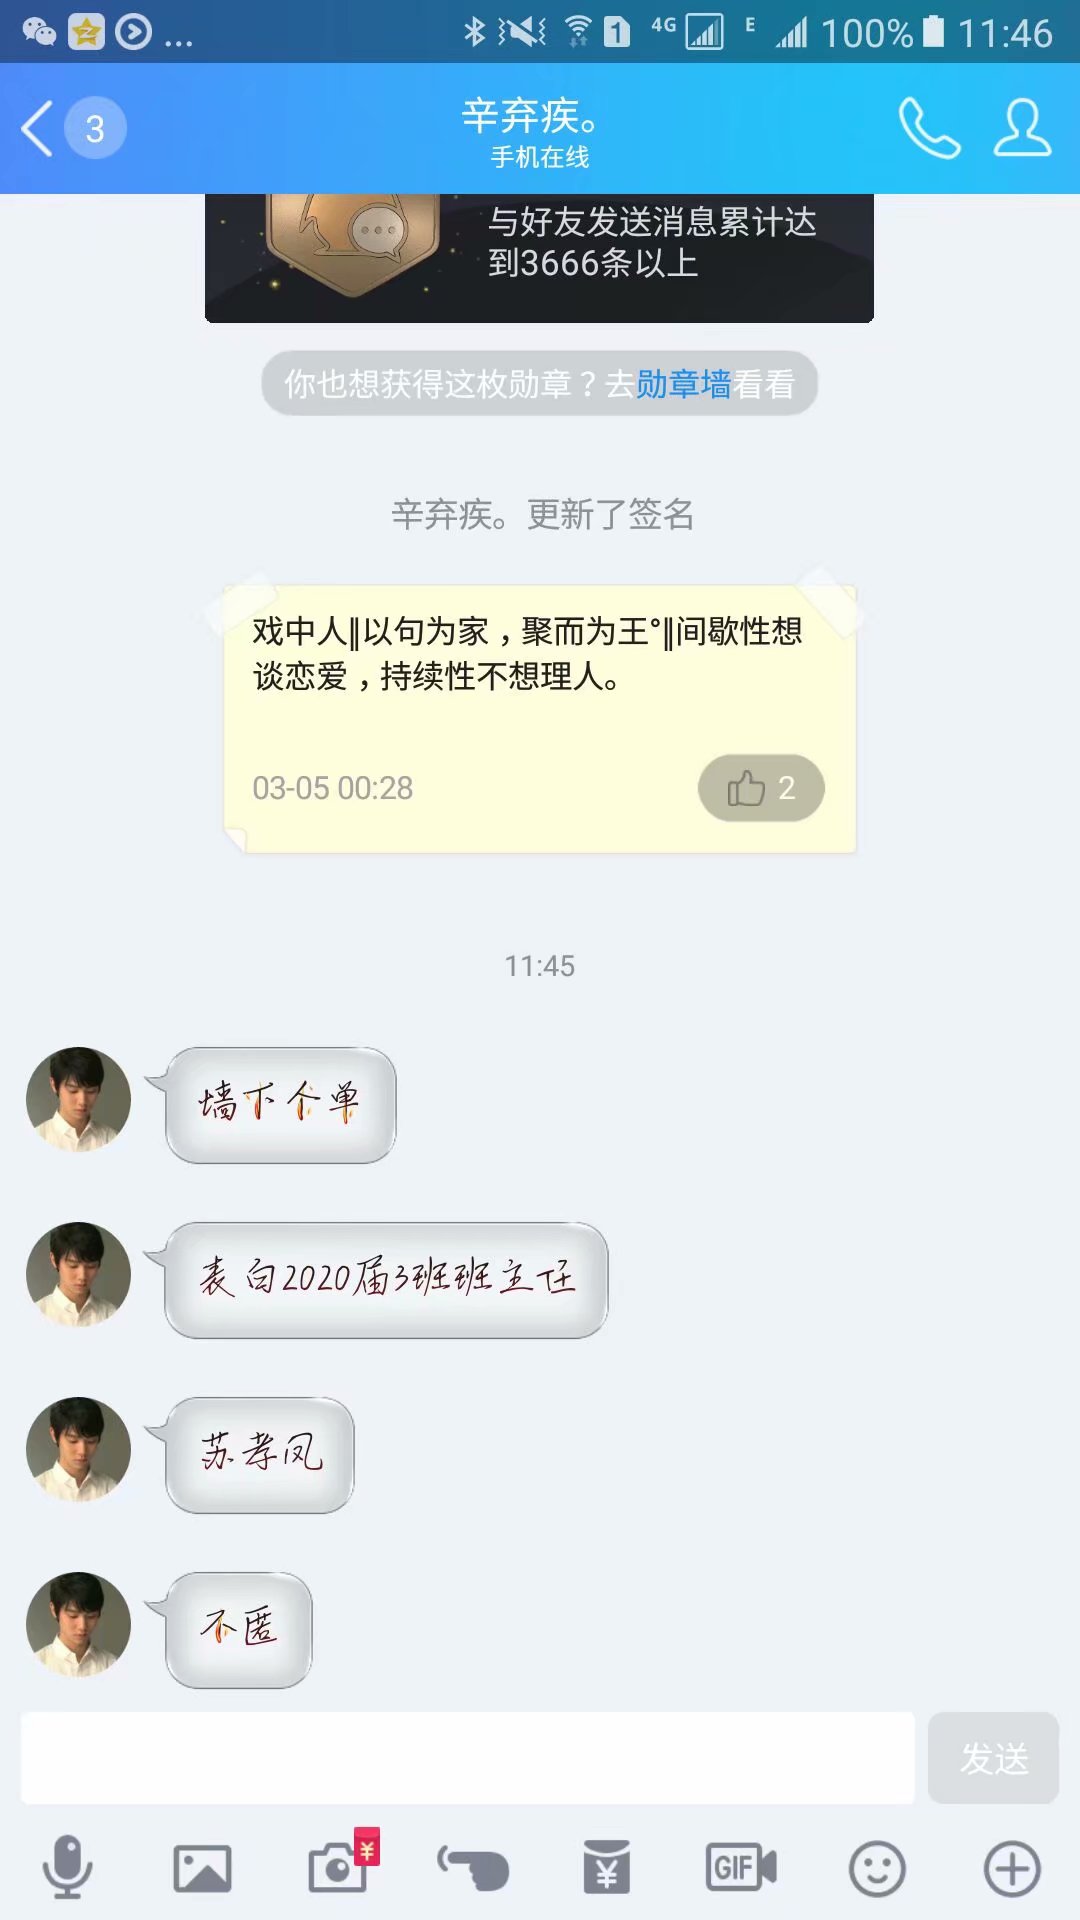 ... 4G 1 E 100% 11:46
3
辛弃疾。
手机在线
与好友发送消息累计达
到3666条以上
你也想获得这枚勋章？去勋章墙看看
辛弃疾。更新了签名
戏中人‖以句为家，聚而为王°‖间歇性想
谈恋爱，持续性不想理人。
03-05 00:28
2
11:45
墙下个单
表白2020届3班班主任
苏孝凤
不匿
发送
¥
¥
GIF